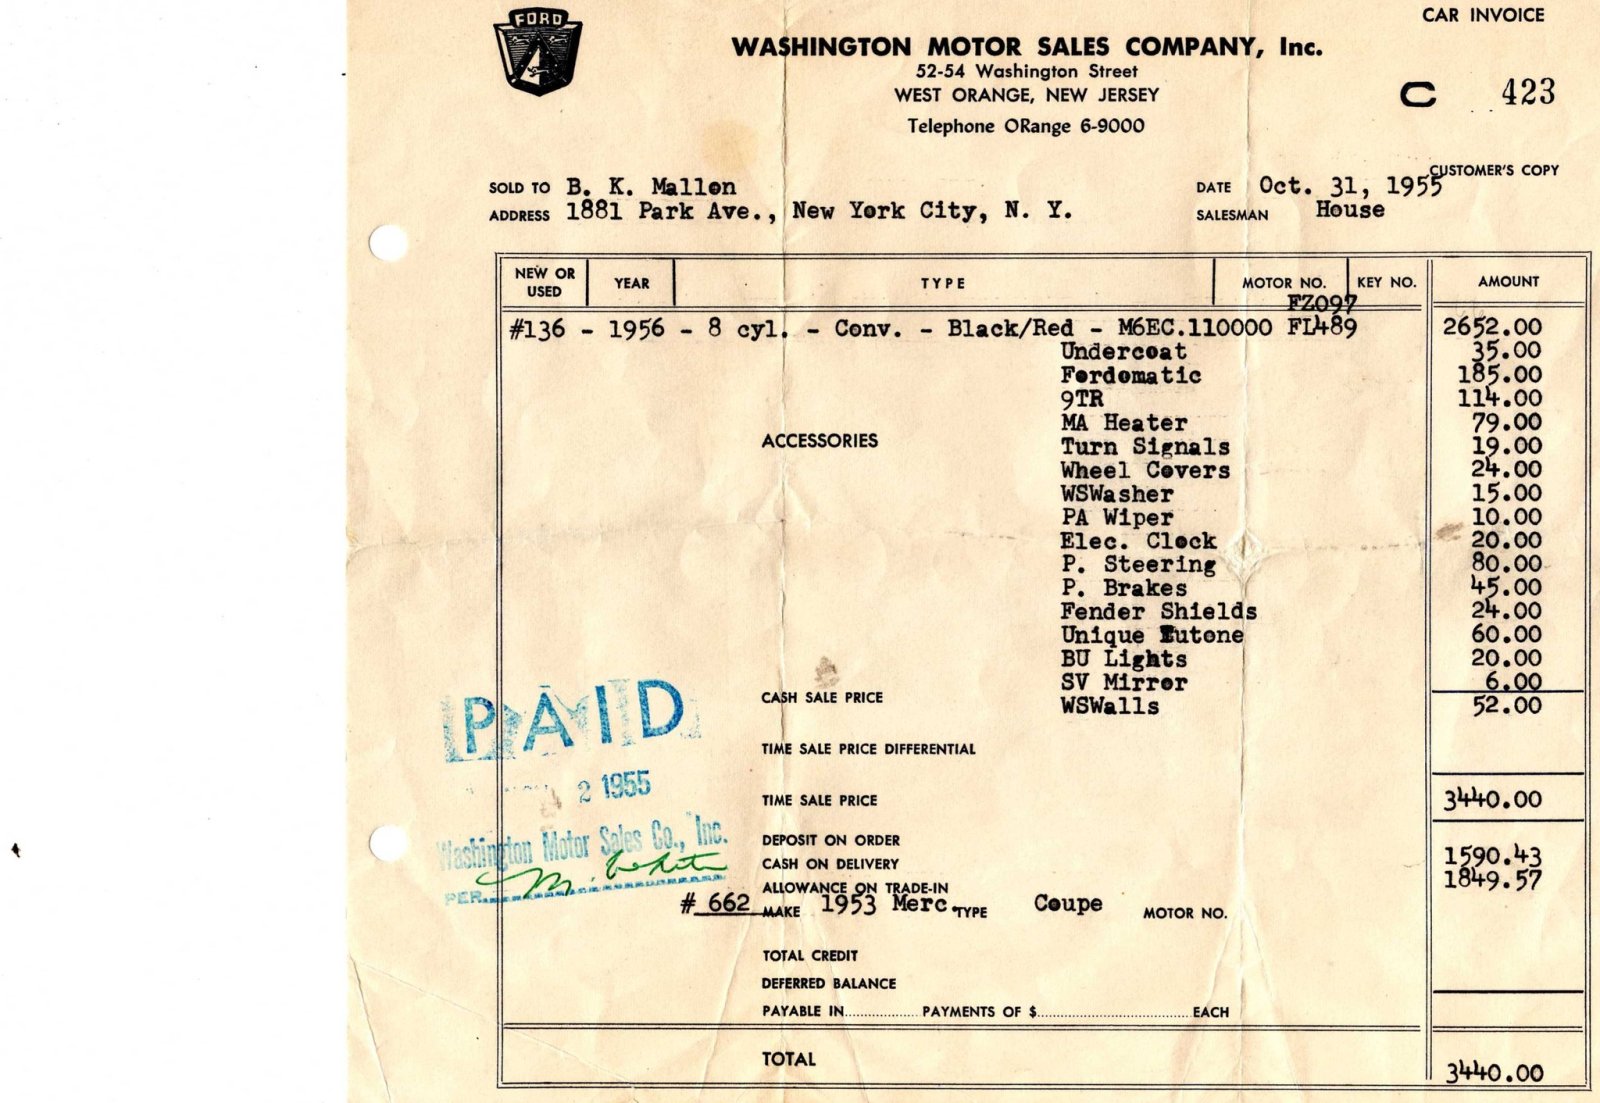 FORD
CAR INVOICE
WASHINGTON MOTOR SALES COMPANY, Inc.
52-54 Washington Street
WEST ORANGE, NEW JERSEY
Telephone ORange 6-9000
C 423
CUSTOMER'S COPY
SOLD TO B. K. Mallon DATE Oct. 31, 1955
ADDRESS 1881 Park Ave., New York City, N. Y. SALESMAN House
NEW OR USED YEAR TYPE MOTOR NO. KEY NO. AMOUNT
FZ097
#136 - 1956 - 8 cyl. - Conv. - Black/Red - M6EC.110000 FL489 2652.00
Undercoat 35.00
Fordomatic 185.00
9TR 114.00
MA Heater 79.00
ACCESSORIES Turn Signals 19.00
Wheel Covers 24.00
WSWasher 15.00
PA Wiper 10.00
Elec. Clock 20.00
P. Steering 80.00
P. Brakes 45.00
Fender Shields 24.00
Unique Tutone 60.00
BU Lights 20.00
SV Mirror 6.00
CASH SALE PRICE WSWalls 52.00
PAID
TIME SALE PRICE DIFFERENTIAL
2 1955
TIME SALE PRICE 3440.00
Washington Motor Sales Co., Inc.
DEPOSIT ON ORDER
CASH ON DELIVERY 1590.43
PER M. White
ALLOWANCE ON TRADE-IN 1849.57
# 662 MAKE 1953 Merc. TYPE Coupe MOTOR NO.
TOTAL CREDIT
DEFERRED BALANCE
PAYABLE IN PAYMENTS OF $ EACH
TOTAL 3440.00